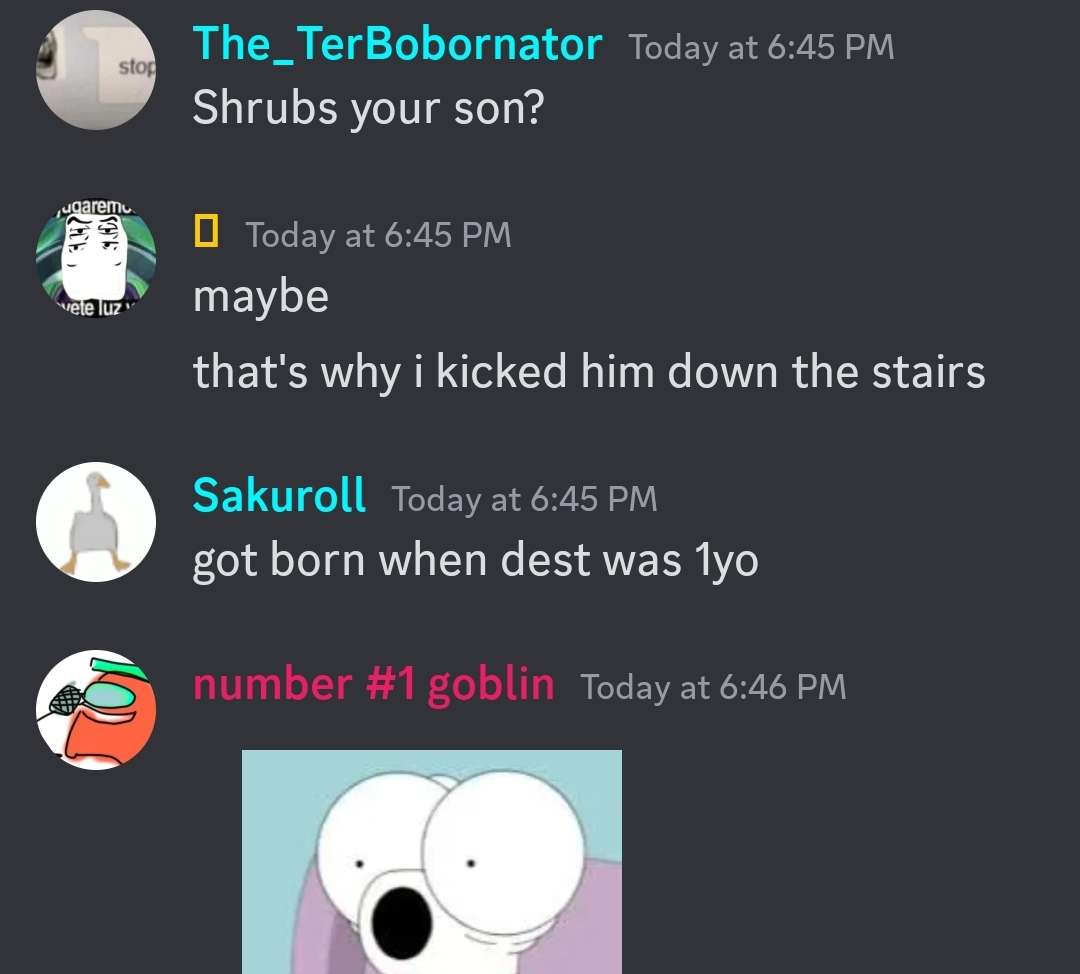 The_TerBobornator Today at 6:45 PM
stop
Shrubs your son?
Today at 6:45 PM
maybe
vete luz
that's why i kicked him down the stairs
Sakuroll Today at 6:45 PM
got born when dest was 1yo
number #1 goblin Today at 6:46 PM